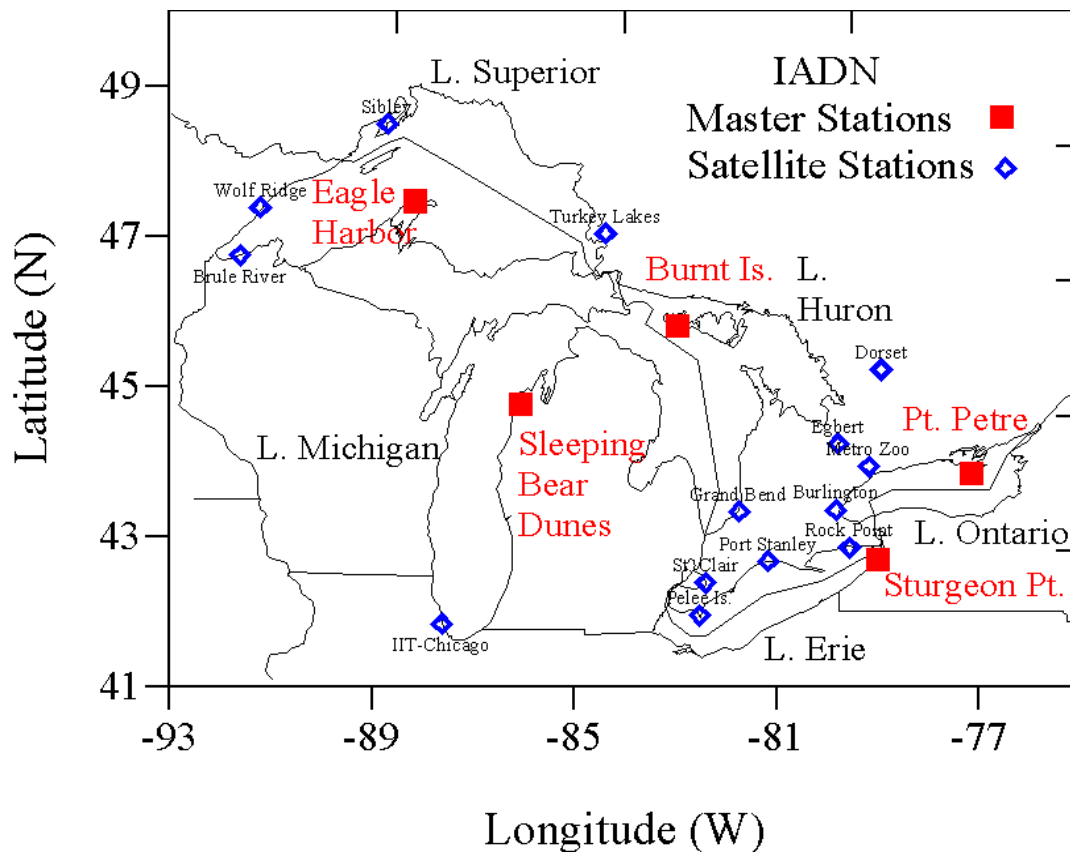 L. Superior
IADN
Master Stations
Satellite Stations
49
Sibley
Wolf Ridge
Eagle
Harbor
Turkey Lakes
47
Brule River
Burnt Is.
L.
Huron
Dorset
45
Pt. Petre
Egbert
Metro Zoo
L. Michigan
Sleeping
Bear
Dunes
Grand Bend
Burlington
Rock Point
L. Ontario
43
Port Stanley
St. Clair
Sturgeon Pt.
Pelee Is.
IIT-Chicago
L. Erie
41
-93
-89
-85
-81
-77
Latitude (N)
Longitude (W)